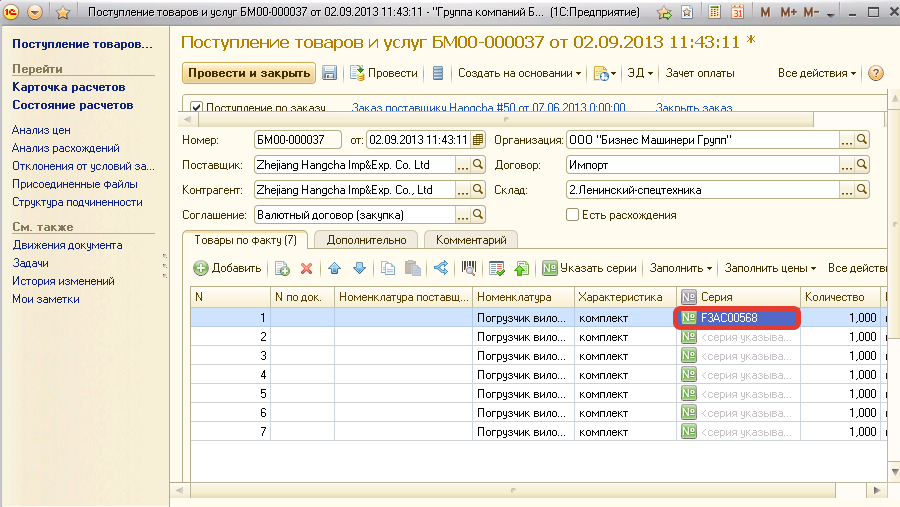 Поступление товаров и услуг БМ00-000037 от 02.09.2013 11:43:11 - "Группа компаний Б... (1С:Предприятие)
M M+ M-
Поступление товаров...
Перейти
Карточка расчетов
Состояние расчетов
Анализ цен
Анализ расхождений
Отклонения от условий за...
Присоединенные файлы
Структура подчиненности
См. также
Движения документа
Задачи
История изменений
Мои заметки
Поступление товаров и услуг БМ00-000037 от 02.09.2013 11:43:11 *
Провести и закрыть Провести Создать на основании ЭД Зачет оплаты Все действия
Поступление по заказу Заказ поставщику Hangcha #50 от 07.06.2013 0:00:00 Закрыть заказ
Номер: БМ00-000037 от: 02.09.2013 11:43:11 Организация: ООО "Бизнес Машинери Групп"
Поставщик: Zhejiang Hangcha Imp&Exp. Co. Ltd Договор: Импорт
Контрагент: Zhejiang Hangcha Imp&Exp. Co., Ltd Склад: 2.Ленинский-спецтехника
Соглашение: Валютный договор (закупка) Есть расхождения
Товары по факту (7) Дополнительно Комментарий
Добавить № Указать серии Заполнить Заполнить цены Все действ
N N по док. Номенклатура поставщ... Номенклатура Характеристика № Серия Количество
1 Погрузчик вило... комплект № F3AC00568 1,000
2 Погрузчик вило... комплект № <серия указыва... 1,000
3 Погрузчик вило... комплект № <серия указыва... 1,000
4 Погрузчик вило... комплект № <серия указыва... 1,000
5 Погрузчик вило... комплект № <серия указыва... 1,000
6 Погрузчик вило... комплект № <серия указыва... 1,000
7 Погрузчик вило... комплект № <серия указыва... 1,000